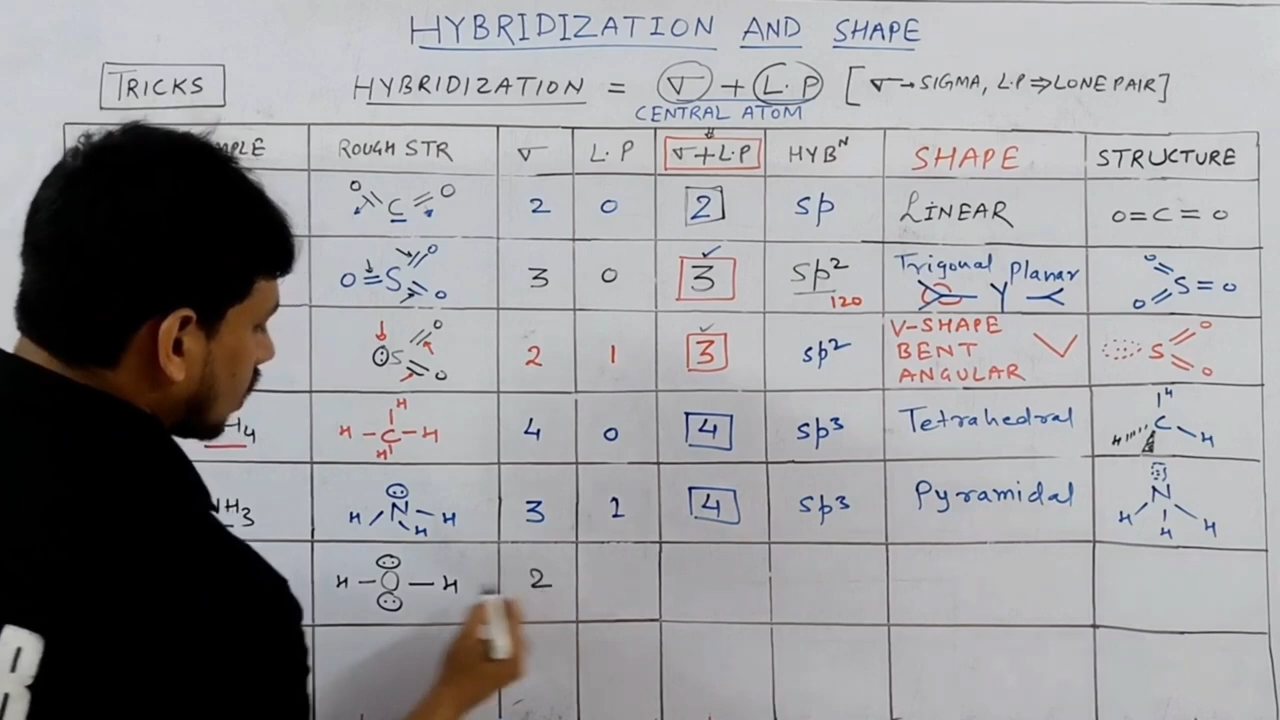 HYBRIDIZATION AND SHAPE
TRICKS
HYBRIDIZATION = σ + L.P [σ→SIGMA, L.P⇒LONE PAIR]
CENTRAL ATOM
ROUGH STR σ L.P σ+L.P HYBᴺ SHAPE STRUCTURE
O C O 2 0 2 sp LINEAR O=C=O
O=S O O 3 0 3 sp² 120 Trigonal Planar O O S=O
S O O 2 1 3 sp² V-SHAPE BENT ANGULAR S O O
H₄ H H-C-H H 4 0 4 sp³ Tetrahedral H C H H
NH₃ H N H H 3 1 4 sp³ Pyramidal N H H H
H-O-H 2